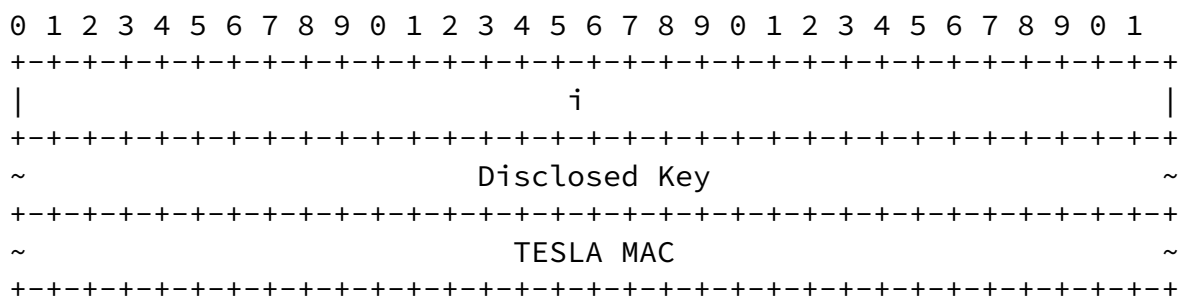 0 1 2 3 4 5 6 7 8 9 0 1 2 3 4 5 6 7 8 9 0 1 2 3 4 5 6 7 8 9 0 1
+-+-+-+-+-+-+-+-+-+-+-+-+-+-+-+-+-+-+-+-+-+-+-+-+-+-+-+-+-+-+-+-+
|                              i                                |
+-+-+-+-+-+-+-+-+-+-+-+-+-+-+-+-+-+-+-+-+-+-+-+-+-+-+-+-+-+-+-+-+
~                         Disclosed Key                         ~
+-+-+-+-+-+-+-+-+-+-+-+-+-+-+-+-+-+-+-+-+-+-+-+-+-+-+-+-+-+-+-+-+
~                           TESLA MAC                           ~
+-+-+-+-+-+-+-+-+-+-+-+-+-+-+-+-+-+-+-+-+-+-+-+-+-+-+-+-+-+-+-+-+